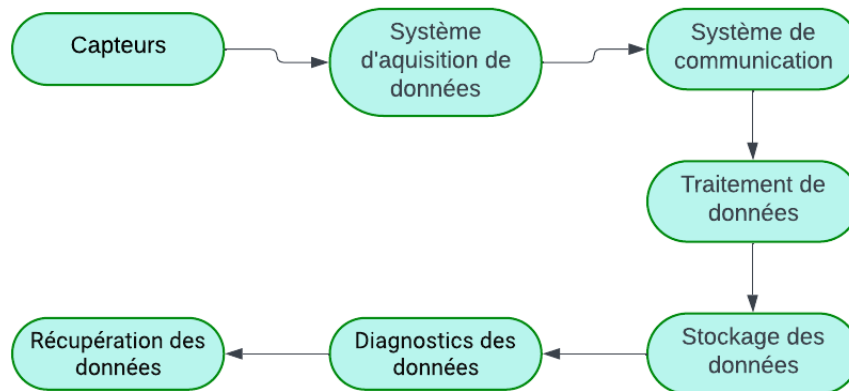 Capteurs
Système
d'aquisition de
données
Système de
communication
Traitement de
données
Stockage des
données
Diagnostics des
données
Récupération des
données